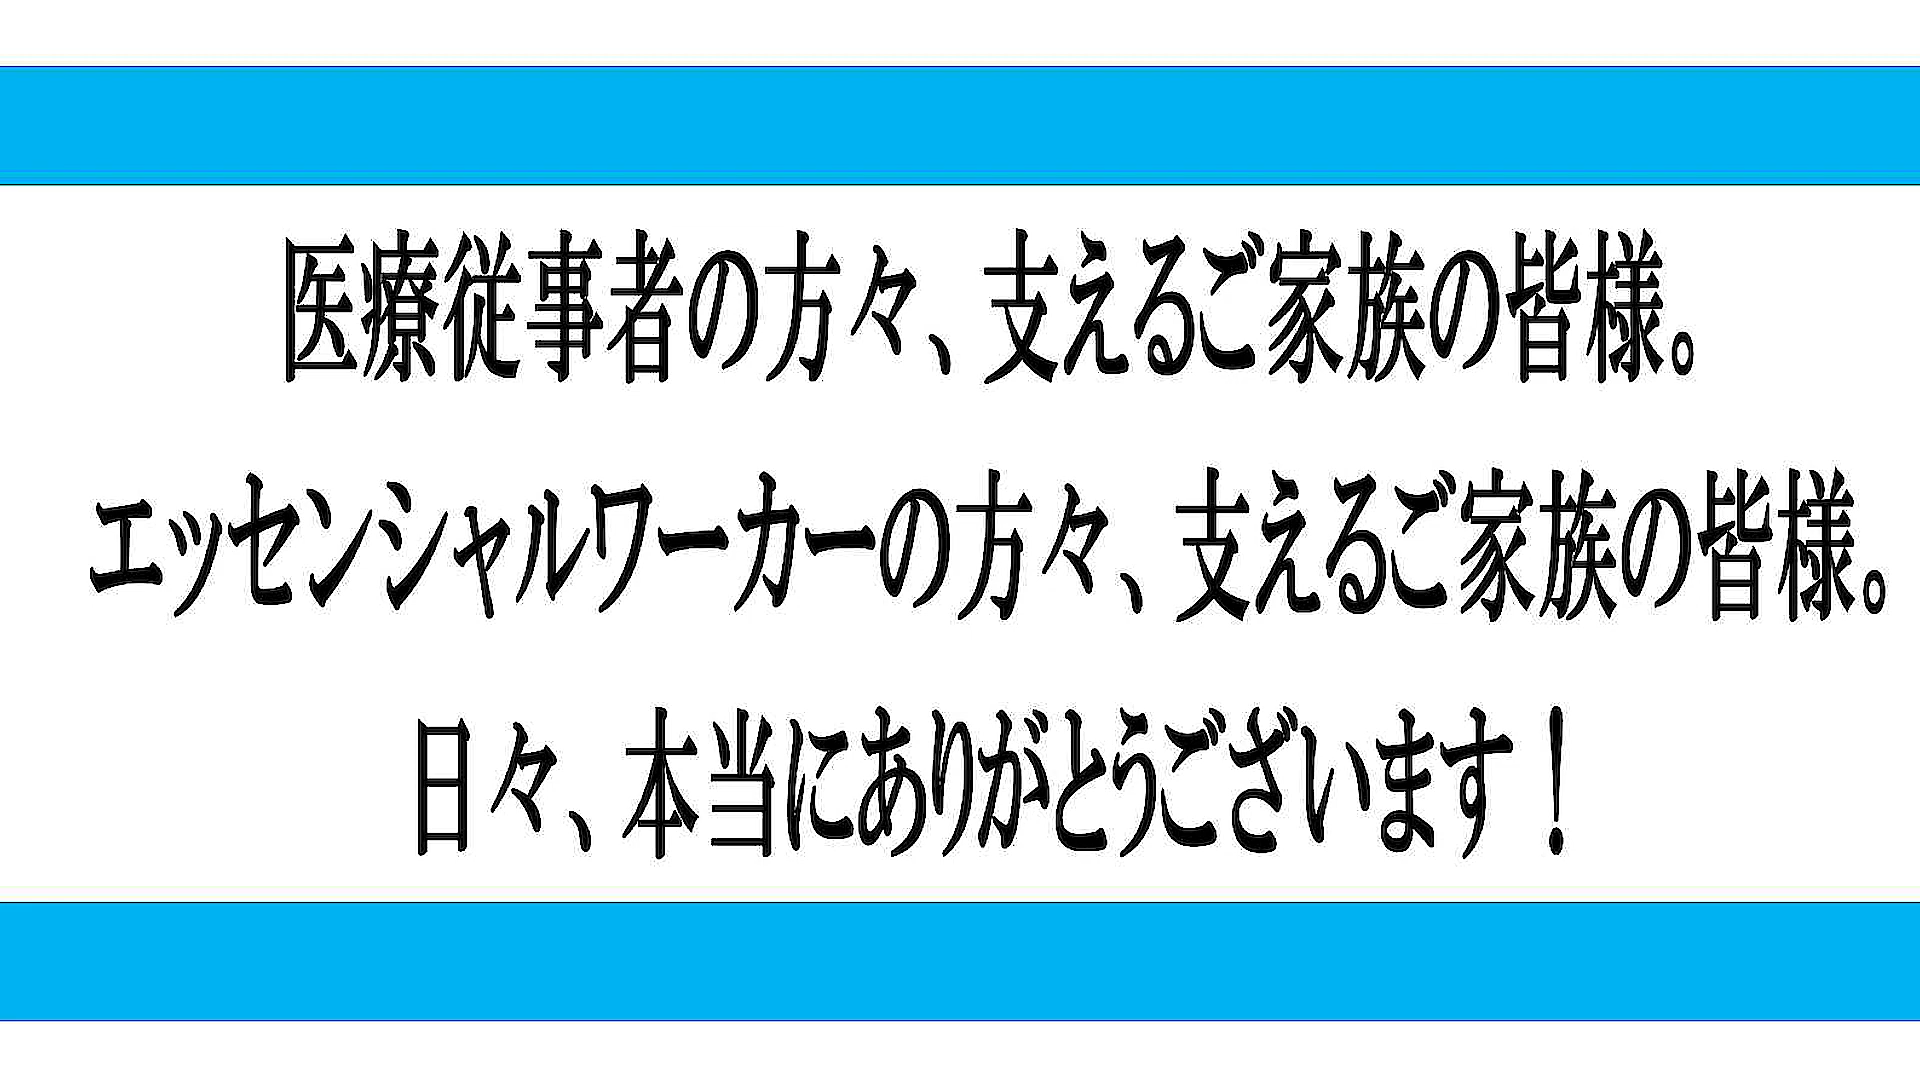 医療従事者の方々、支えるご家族の皆様。
エッセンシャルワーカーの方々、支えるご家族の皆様。
日々、本当にありがとうございます！